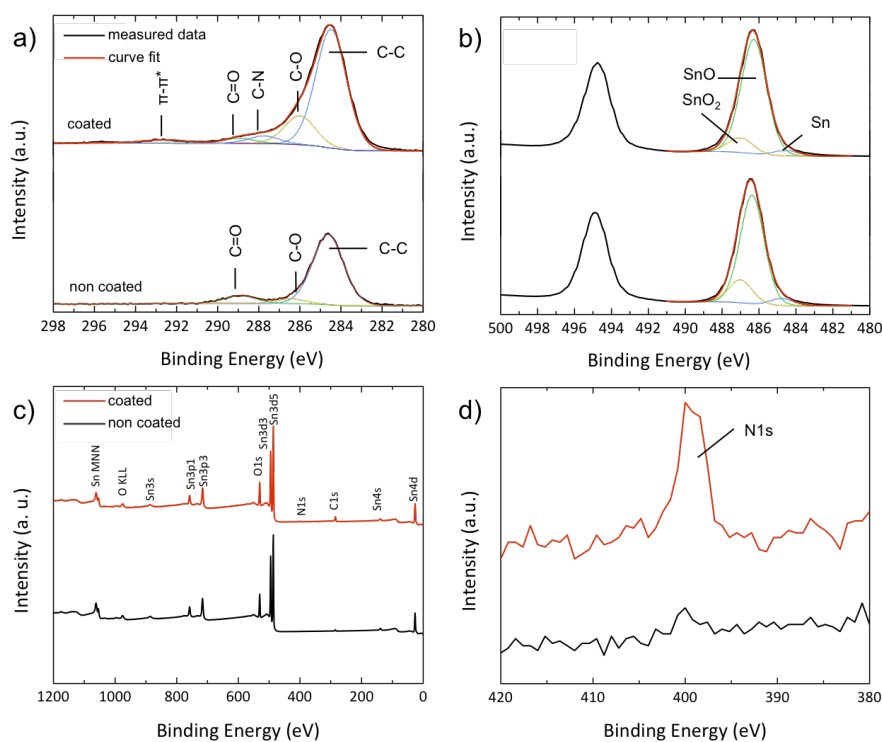 a)
measured data
curve fit
π-π*
C=O
C-N
C-O
C-C
coated
C=O
C-O
C-C
non coated
Intensity (a.u.)
298 296 294 292 290 288 286 284 282 280
Binding Energy (eV)
b)
SnO
SnO2
Sn
Intensity (a.u.)
500 498 496 494 492 490 488 486 484 482 480
Binding Energy (eV)
c)
coated
non coated
Sn MNN
O KLL
Sn3s
Sn3p1
Sn3p3
O1s
Sn3d3
Sn3d5
N1s
C1s
Sn4s
Sn4d
Intensity (a. u.)
1200 1000 800 600 400 200 0
Binding Energy (eV)
d)
N1s
Intensity (a.u.)
420 410 400 390 380
Binding Energy (eV)